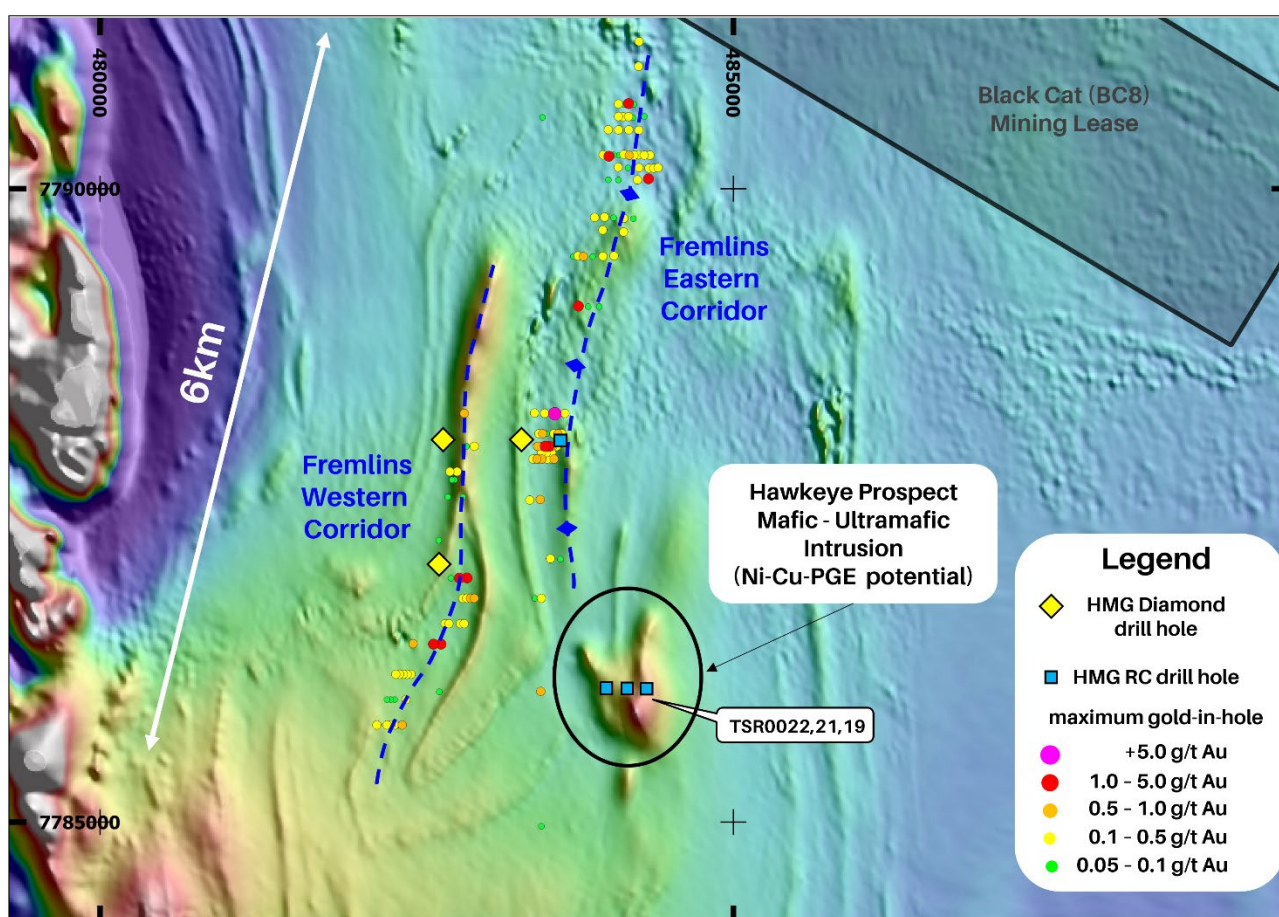 480000
485000
Black Cat (BC8)
Mining Lease
7790000
Fremlins
Eastern
Corridor
6km
Fremlins
Western
Corridor
Hawkeye Prospect
Mafic - Ultramafic
Intrusion
(Ni-Cu-PGE potential)
TSR0022,21,19
7785000
Legend
HMG Diamond
drill hole
HMG RC drill hole
maximum gold-in-hole
+5.0 g/t Au
1.0 - 5.0 g/t Au
0.5 - 1.0 g/t Au
0.1 - 0.5 g/t Au
0.05 - 0.1 g/t Au